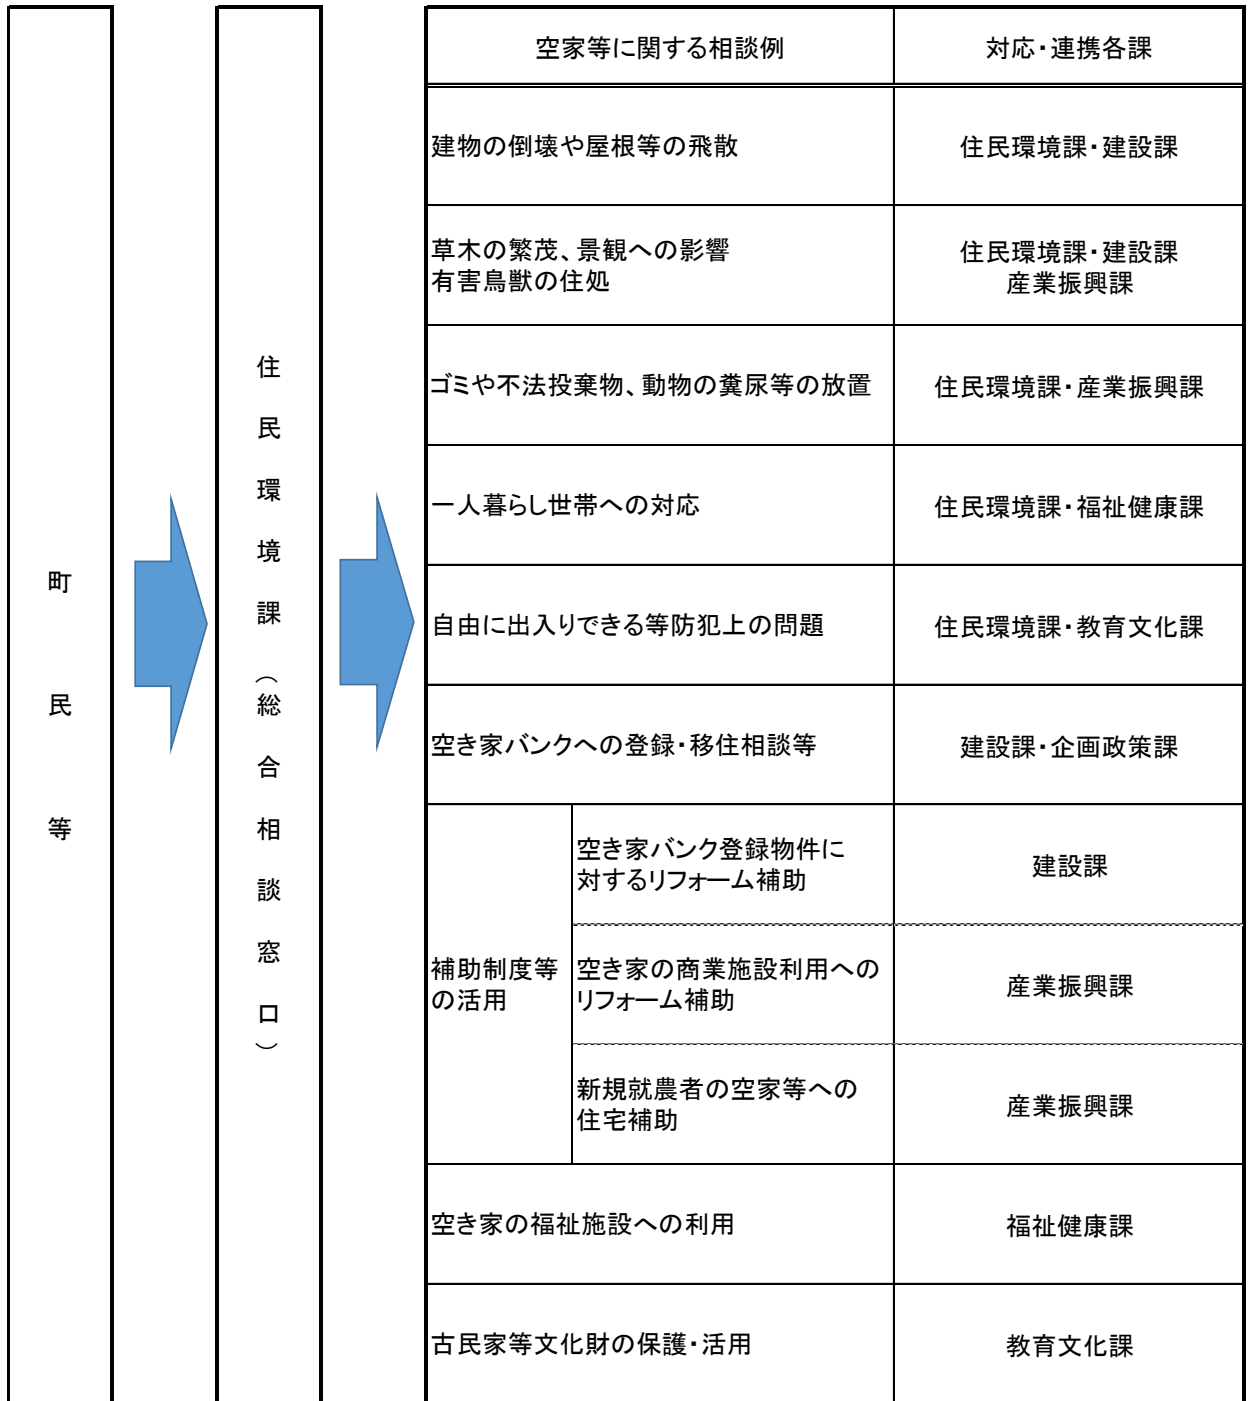 町民等
住民環境課(総合相談窓口)
空家等に関する相談例
対応・連携各課
建物の倒壊や屋根等の飛散
住民環境課・建設課
草木の繁茂、景観への影響
有害鳥獣の住処
住民環境課・建設課
産業振興課
ゴミや不法投棄物、動物の糞尿等の放置
住民環境課・産業振興課
一人暮らし世帯への対応
住民環境課・福祉健康課
自由に出入りできる等防犯上の問題
住民環境課・教育文化課
空き家バンクへの登録・移住相談等
建設課・企画政策課
補助制度等
の活用
空き家バンク登録物件に
対するリフォーム補助
建設課
空き家の商業施設利用への
リフォーム補助
産業振興課
新規就農者の空家等への
住宅補助
産業振興課
空き家の福祉施設への利用
福祉健康課
古民家等文化財の保護・活用
教育文化課